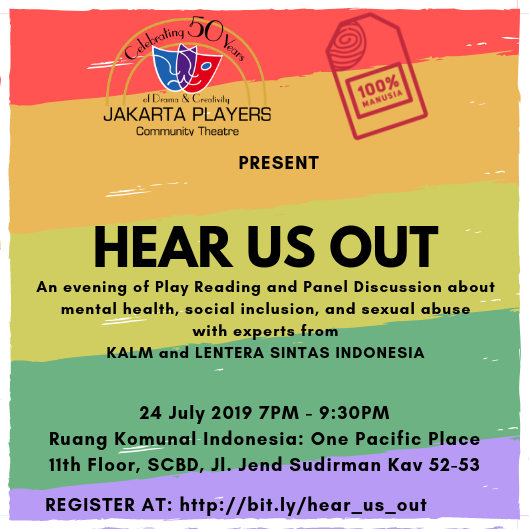 Celebrating 50 Years
of Drama & Creativity
JAKARTA PLAYERS
Community Theatre
100%
MANUSIA
PRESENT
HEAR US OUT
An evening of Play Reading and Panel Discussion about
mental health, social inclusion, and sexual abuse
with experts from
KALM and LENTERA SINTAS INDONESIA
24 July 2019 7PM - 9:30PM
Ruang Komunal Indonesia: One Pacific Place
11th Floor, SCBD, Jl. Jend Sudirman Kav 52-53
REGISTER AT: http://bit.ly/hear_us_out